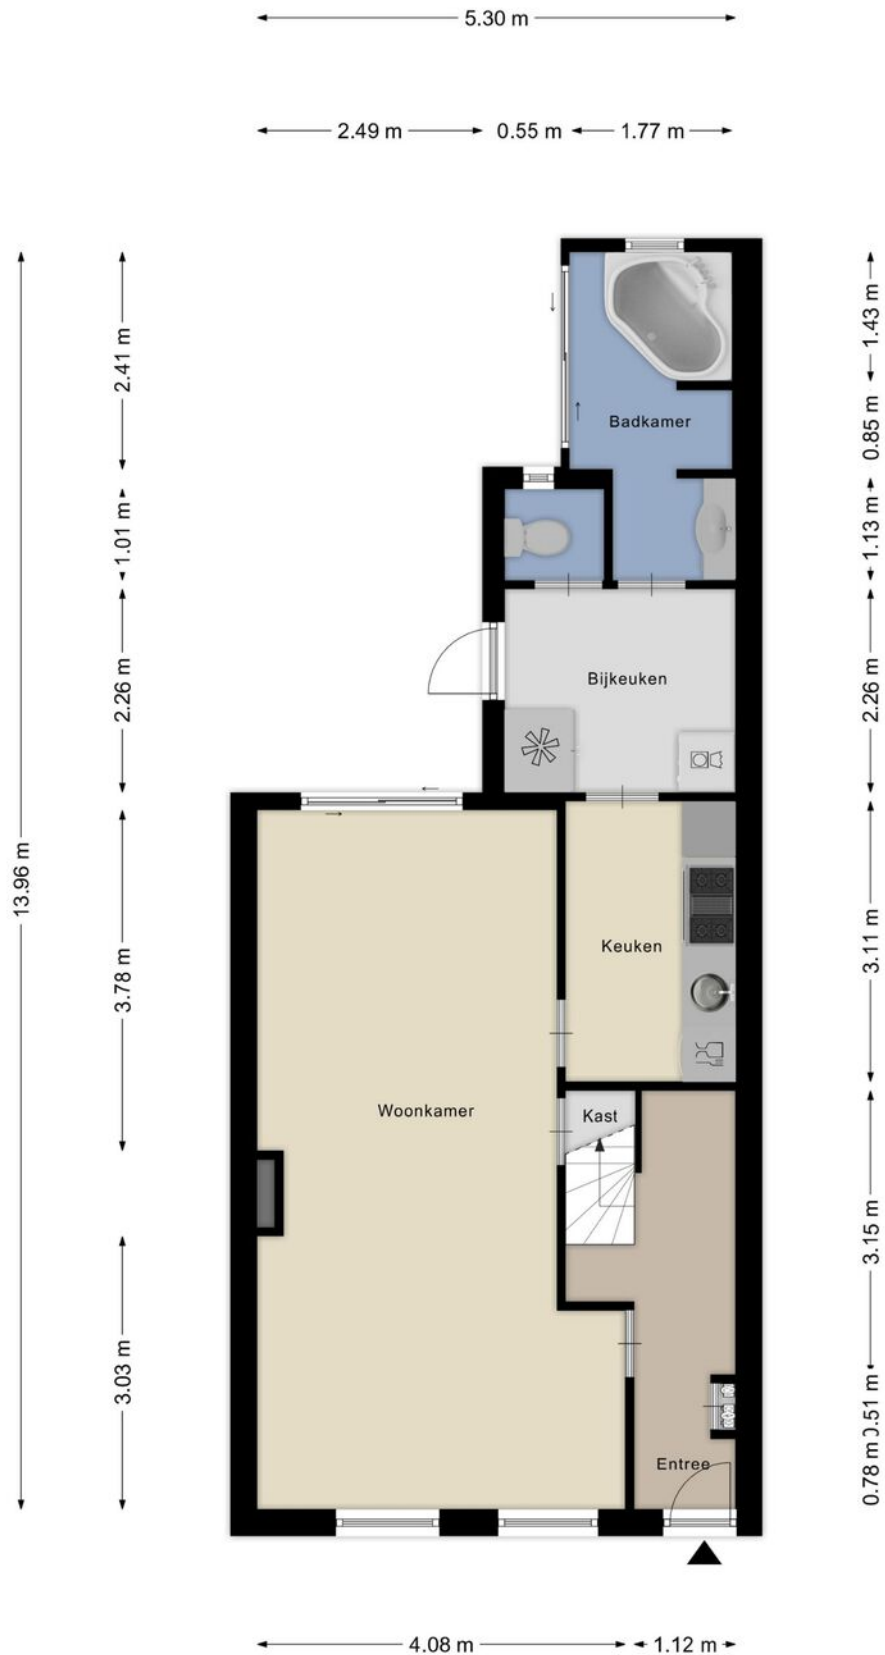 5.30 m
2.49 m 0.55 m 1.77 m
13.96 m
2.41 m
1.01 m
2.26 m
3.78 m
3.03 m
1.43 m
0.85 m
1.13 m
2.26 m
3.11 m
3.15 m
0.51 m
0.78 m
Badkamer
Bijkeuken
Keuken
Woonkamer
Kast
Entree
4.08 m 1.12 m